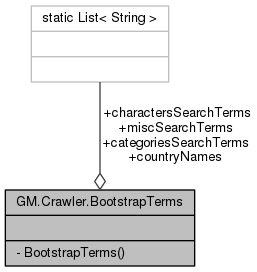 static List< String >
+charactersSearchTerms
+miscSearchTerms
+categoriesSearchTerms
+countryNames
GM.Crawler.BootstrapTerms
- BootstrapTerms()